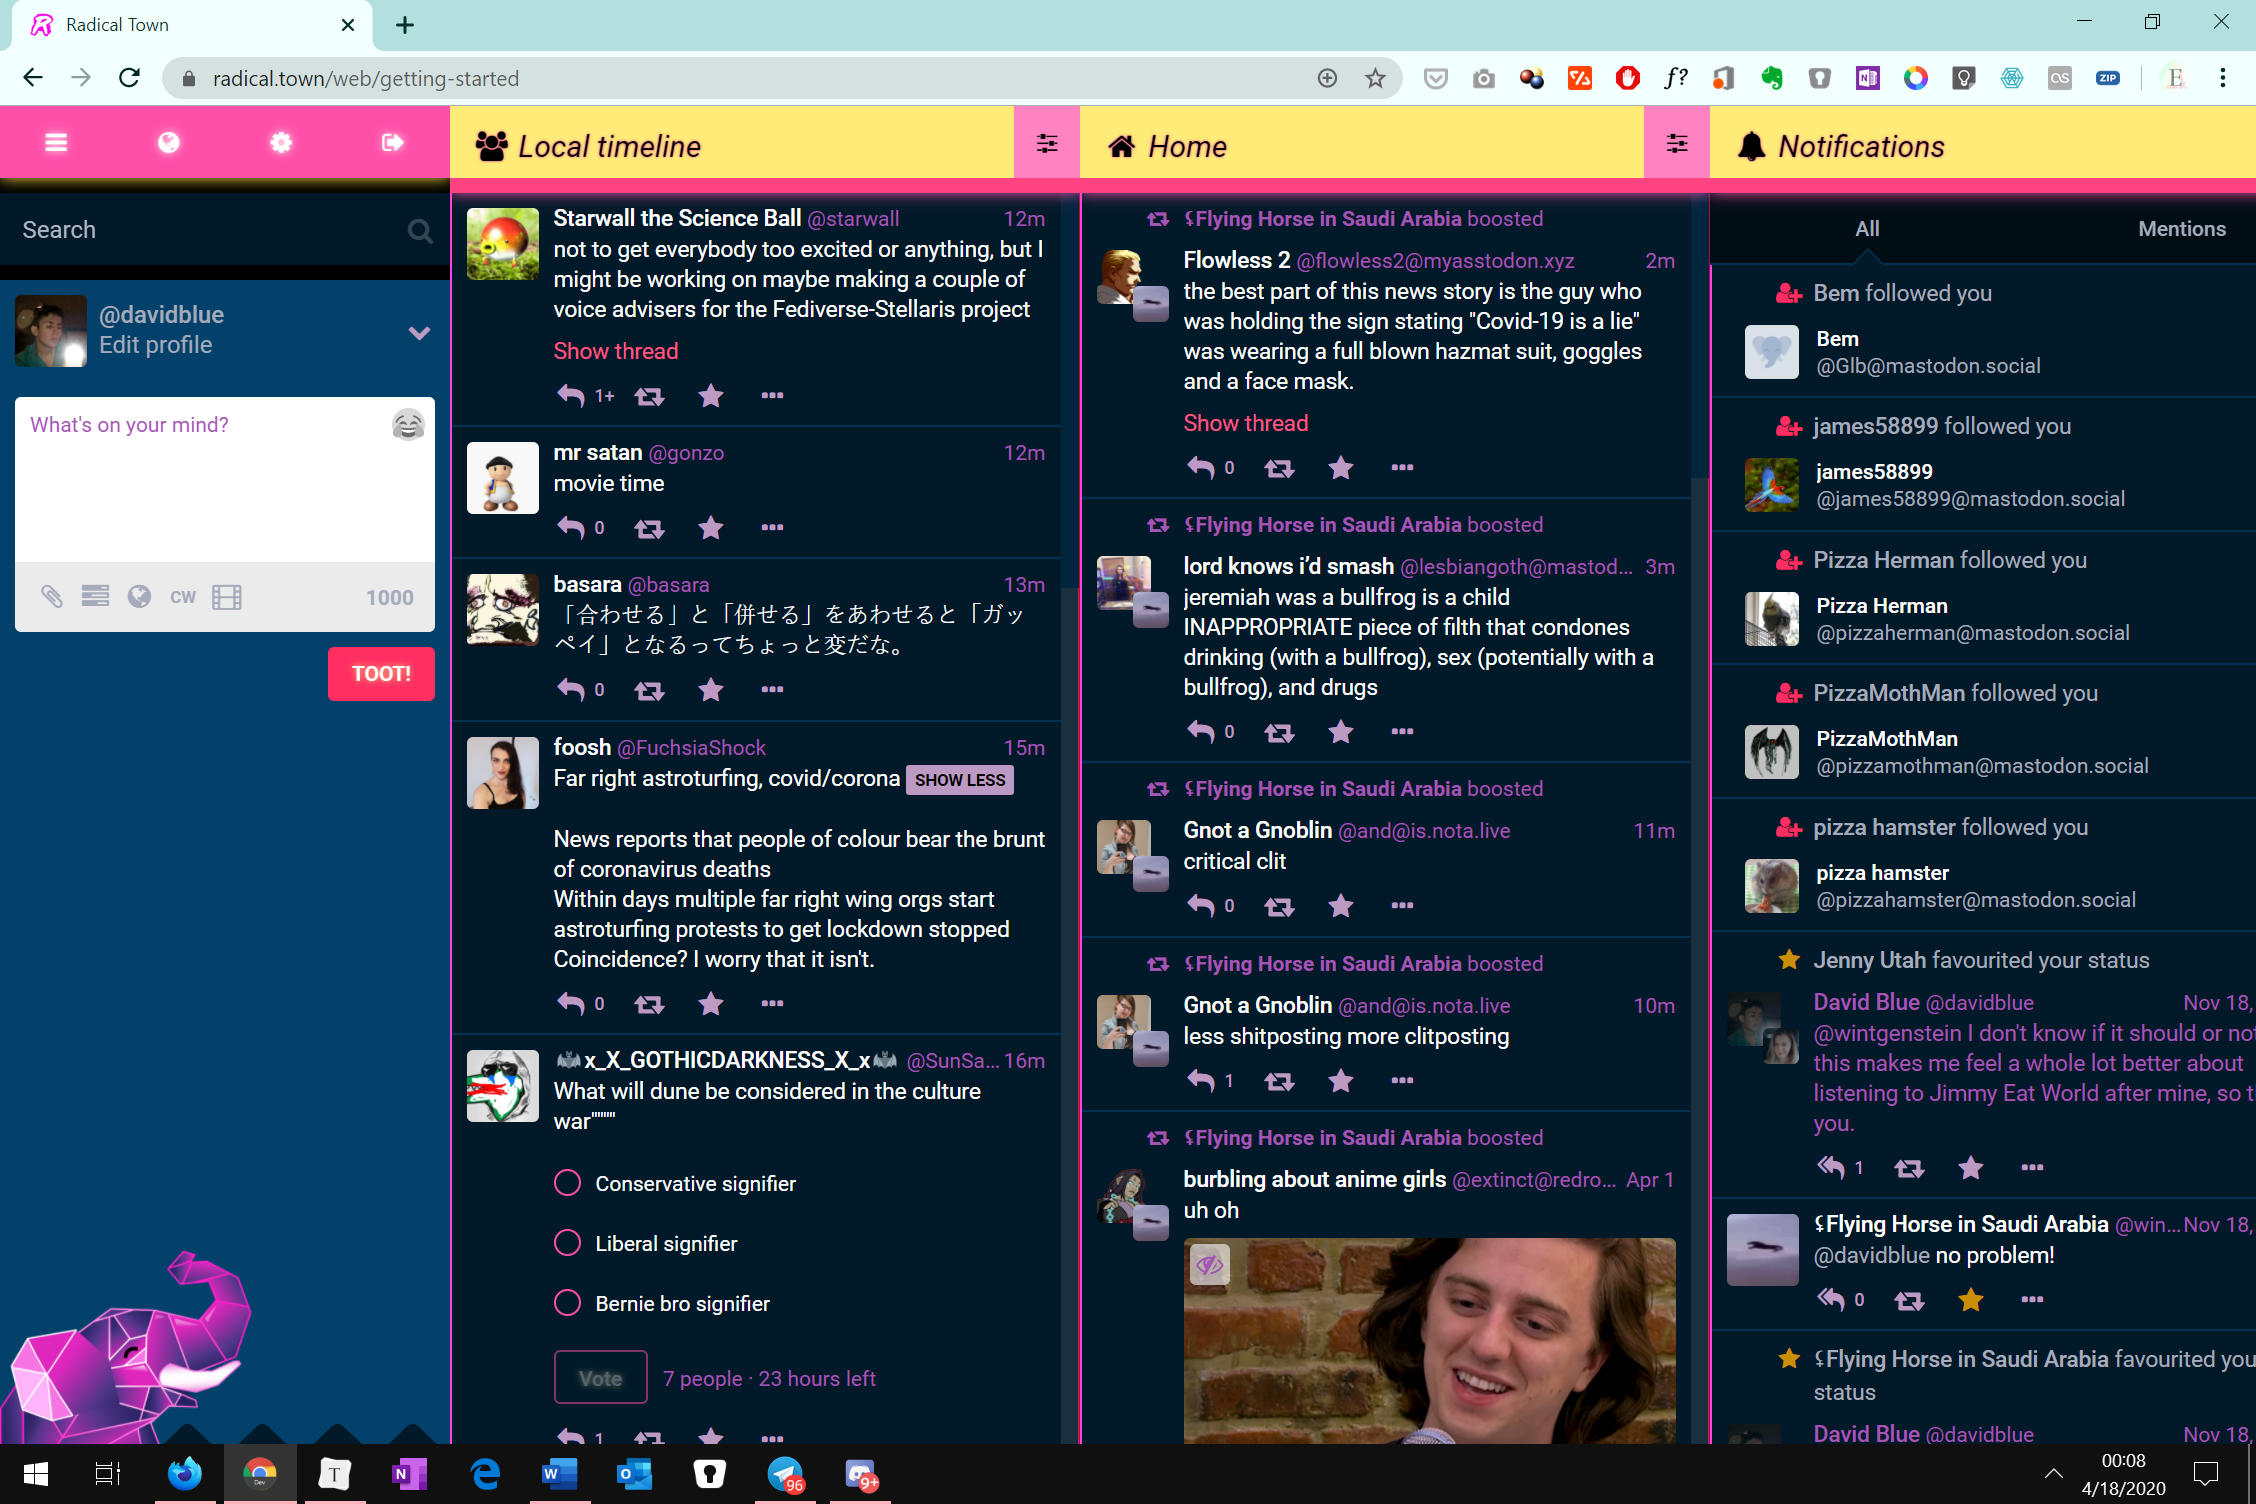 Radical Town
radical.town/web/getting-started
Local timeline
Home
Notifications
Search
@davidblue
Edit profile
What's on your mind?
CW
1000
TOOT!
Starwall the Science Ball @starwall 12m
not to get everybody too excited or anything, but I
might be working on maybe making a couple of
voice advisers for the Fediverse-Stellaris project
Show thread
1+
mr satan @gonzo 12m
movie time
0
basara @basara 13m
「合わせる」と「併せる」をあわせると「ガッ
ペイ」となるってちょっと変だな。
0
foosh @FuchsiaShock 15m
Far right astroturfing, covid/corona SHOW LESS
News reports that people of colour bear the brunt
of coronavirus deaths
Within days multiple far right wing orgs start
astroturfing protests to get lockdown stopped
Coincidence? I worry that it isn't.
0
x_X_GOTHICDARKNESS_X_x @SunSa... 16m
What will dune be considered in the culture
war"""""
Conservative signifier
Liberal signifier
Bernie bro signifier
Vote 7 people · 23 hours left
1
⚸Flying Horse in Saudi Arabia boosted
Flowless 2 @flowless2@myasstodon.xyz 2m
the best part of this news story is the guy who
was holding the sign stating "Covid-19 is a lie"
was wearing a full blown hazmat suit, goggles
and a face mask.
Show thread
0
⚸Flying Horse in Saudi Arabia boosted
lord knows i’d smash @lesbiangoth@mastod... 3m
jeremiah was a bullfrog is a child
INAPPROPRIATE piece of filth that condones
drinking (with a bullfrog), sex (potentially with a
bullfrog), and drugs
0
⚸Flying Horse in Saudi Arabia boosted
Gnot a Gnoblin @and@is.nota.live 11m
critical clit
0
⚸Flying Horse in Saudi Arabia boosted
Gnot a Gnoblin @and@is.nota.live 10m
less shitposting more clitposting
1
⚸Flying Horse in Saudi Arabia boosted
burbling about anime girls @extinct@redro... Apr 1
uh oh
All Mentions
Bem followed you
Bem
@Glb@mastodon.social
james58899 followed you
james58899
@james58899@mastodon.social
Pizza Herman followed you
Pizza Herman
@pizzaherman@mastodon.social
PizzaMothMan followed you
PizzaMothMan
@pizzamothman@mastodon.social
pizza hamster followed you
pizza hamster
@pizzahamster@mastodon.social
Jenny Utah favourited your status
David Blue @davidblue Nov 18,
@wintgenstein I don't know if it should or not
this makes me feel a whole lot better about
listening to Jimmy Eat World after mine, so t
you.
1
⚸Flying Horse in Saudi Arabia @win... Nov 18,
@davidblue no problem!
0
⚸Flying Horse in Saudi Arabia favourited you
status
David Blue @davidblue Nov 18,
96
9+
00:08
4/18/2020